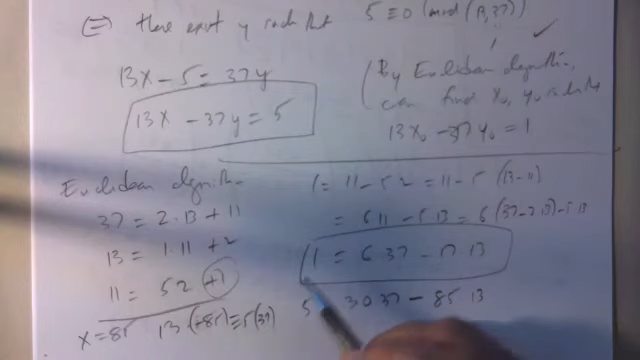 (=) there exist y such that 5 ≡ 0 (mod (13, 37))
13x - 5 = 37y
13x - 37y = 5
(By Euclidean algorithm,
can find x₀, y₀ such that
13x₀ - 37y₀ = 1
Euclidean algorithm
37 = 2·13 + 11
13 = 1·11 + 2
11 = 5 2 + 1
x = 85 13·(-85) ≡ 5 (37)
1 = 11 - 5 2 = 11 - 5 (13 - 11)
= 6 11 - 5 13 = 6 (37 - 2 13) - 5 13
1 = 6 37 - 17 13
5 30 37 - 85 13